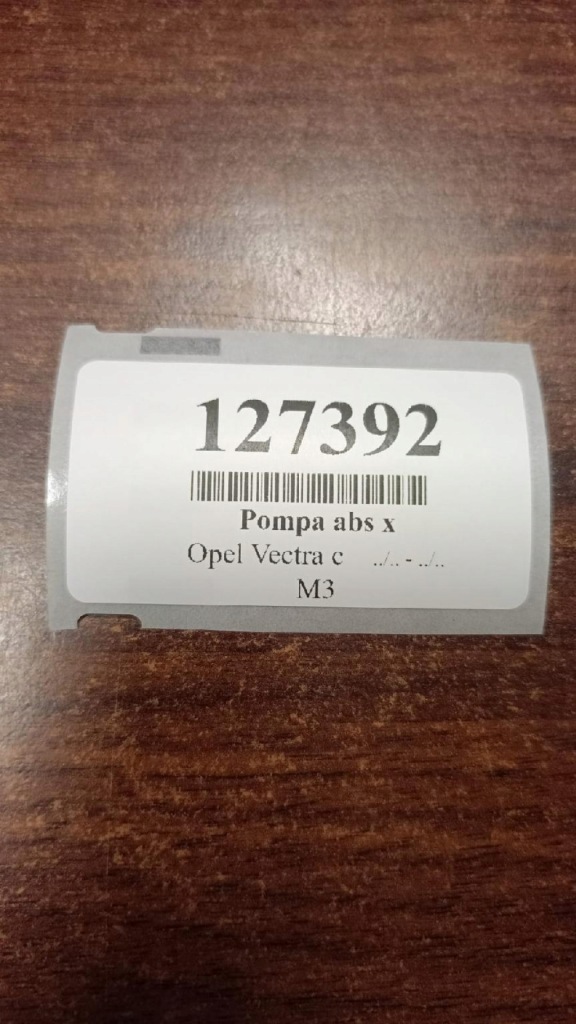 127392
Pompa abs x
Opel Vectra c ../.. - ../..
M3